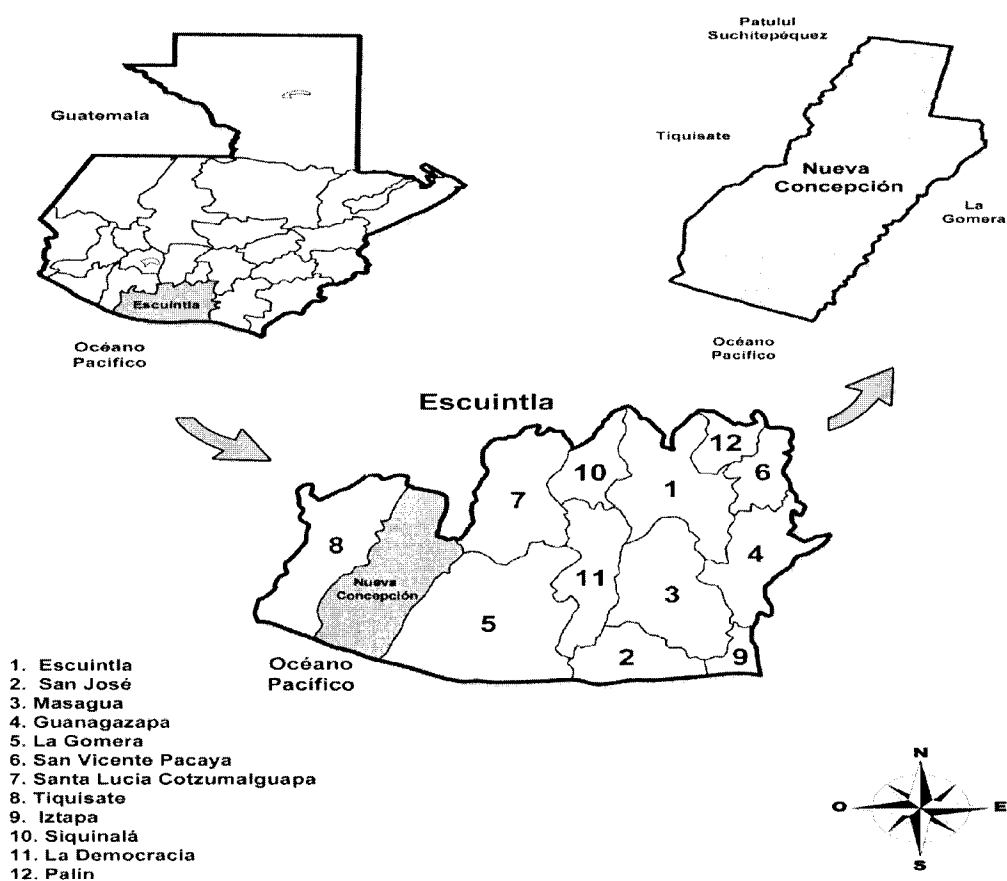 Patulul
Suchitepéquez
Guatemala
Tiquisate
Nueva
Concepción
La
Gomera
Escuintla
Océano
Pacífico
Océano
Pacífico
Escuintla
12
10
6
7
1
8
4
Nueva
Concepción
11
3
5
2
9
Océano
Pacífico
1. Escuintla
2. San José
3. Masagua
4. Guanagazapa
5. La Gomera
6. San Vicente Pacaya
7. Santa Lucía Cotzumalguapa
8. Tiquisate
9. Iztapa
10. Siquinalá
11. La Democracia
12. Palín
N
O
E
S